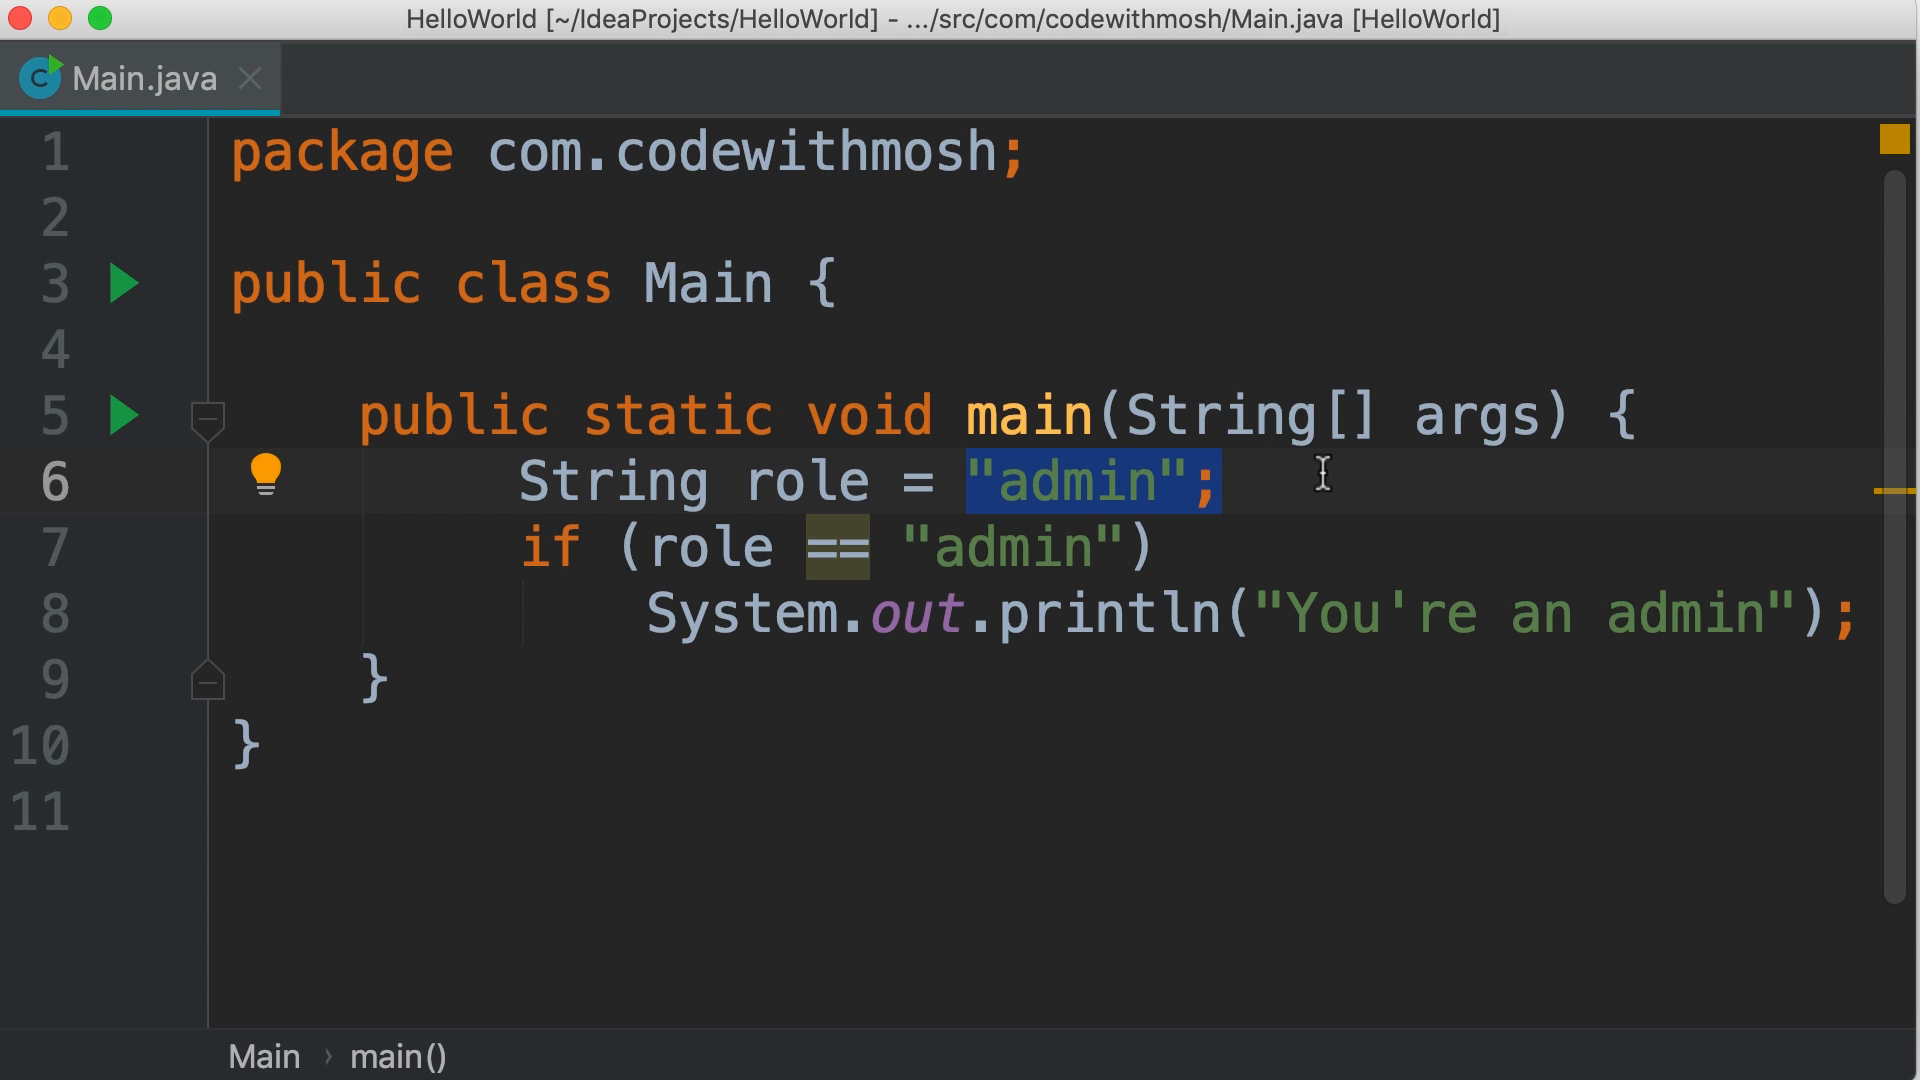 HelloWorld [~/IdeaProjects/HelloWorld] - .../src/com/codewithmosh/Main.java [HelloWorld]
C Main.java
1 package com.codewithmosh;
2
3 public class Main {
4
5 public static void main(String[] args) {
6 String role = "admin";
7 if (role == "admin")
8 System.out.println("You're an admin");
9 }
10 }
11
Main › main()